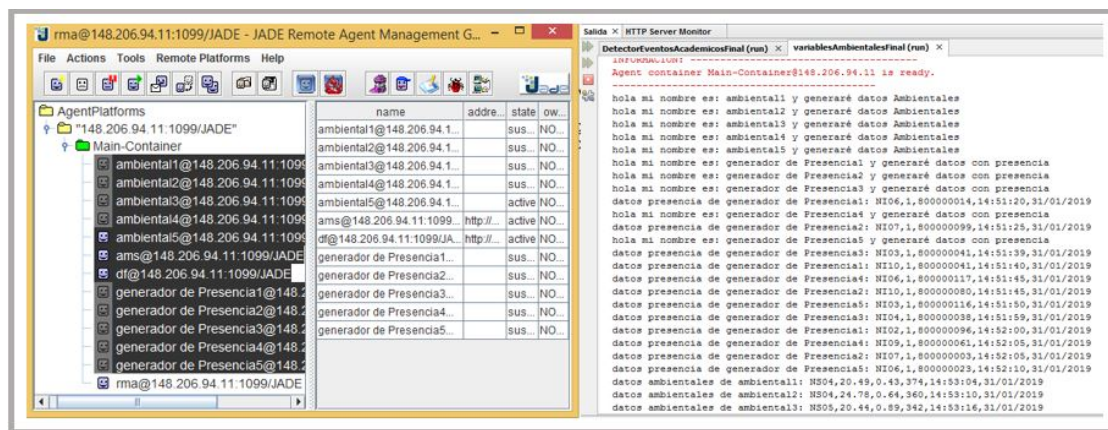 rma@148.206.94.11:1099/JADE - JADE Remote Agent Management G...
File Actions Tools Remote Platforms Help
Jade
AgentPlatforms
"148.206.94.11:1099/JADE"
Main-Container
ambiental1@148.206.94.11:1099
ambiental2@148.206.94.11:1099
ambiental3@148.206.94.11:1099
ambiental4@148.206.94.11:1099
ambiental5@148.206.94.11:1099
ams@148.206.94.11:1099/JADE
df@148.206.94.11:1099/JADE
generador de Presencia1@148.2
generador de Presencia2@148.2
generador de Presencia3@148.2
generador de Presencia4@148.2
generador de Presencia5@148.2
rma@148.206.94.11:1099/JADE
name addre... state ow...
ambiental1@148.206.94.1... sus... NO...
ambiental2@148.206.94.1... sus... NO...
ambiental3@148.206.94.1... sus... NO...
ambiental4@148.206.94.1... sus... NO...
ambiental5@148.206.94.1... active NO...
ams@148.206.94.11:1099... http://... active NO...
df@148.206.94.11:1099/JA... http://... active NO...
generador de Presencia1... sus... NO...
generador de Presencia2... sus... NO...
generador de Presencia3... sus... NO...
generador de Presencia4... sus... NO...
generador de Presencia5... sus... NO...
Salida × HTTP Server Monitor
DetectorEventosAcademicosFinal (run) × variablesAmbientalesFinal (run) ×
INFORMACIÓN: ----------------------------------------
Agent container Main-Container@148.206.94.11 is ready.
--------------------------------------------
hola mi nombre es: ambiental1 y generaré datos Ambientales
hola mi nombre es: ambiental2 y generaré datos Ambientales
hola mi nombre es: ambiental3 y generaré datos Ambientales
hola mi nombre es: ambiental4 y generaré datos Ambientales
hola mi nombre es: ambiental5 y generaré datos Ambientales
hola mi nombre es: generador de Presencia1 y generaré datos con presencia
hola mi nombre es: generador de Presencia2 y generaré datos con presencia
hola mi nombre es: generador de Presencia3 y generaré datos con presencia
datos presencia de generador de Presencia1: NI06,1,800000014,14:51:20,31/01/2019
hola mi nombre es: generador de Presencia4 y generaré datos con presencia
datos presencia de generador de Presencia2: NI07,1,800000099,14:51:25,31/01/2019
hola mi nombre es: generador de Presencia5 y generaré datos con presencia
datos presencia de generador de Presencia3: NI03,1,800000041,14:51:39,31/01/2019
datos presencia de generador de Presencia1: NI10,1,800000041,14:51:40,31/01/2019
datos presencia de generador de Presencia4: NI06,1,800000117,14:51:45,31/01/2019
datos presencia de generador de Presencia2: NI10,1,800000080,14:51:45,31/01/2019
datos presencia de generador de Presencia5: NI03,1,800000116,14:51:50,31/01/2019
datos presencia de generador de Presencia3: NI04,1,800000038,14:51:59,31/01/2019
datos presencia de generador de Presencia1: NI02,1,800000096,14:52:00,31/01/2019
datos presencia de generador de Presencia4: NI09,1,800000061,14:52:05,31/01/2019
datos presencia de generador de Presencia2: NI07,1,800000003,14:52:05,31/01/2019
datos presencia de generador de Presencia5: NI06,1,800000023,14:52:10,31/01/2019
datos ambientales de ambiental1: NS04,20.49,0.43,374,14:53:04,31/01/2019
datos ambientales de ambiental2: NS04,24.78,0.64,360,14:53:10,31/01/2019
datos ambientales de ambiental3: NS05,20.44,0.89,342,14:53:16,31/01/2019